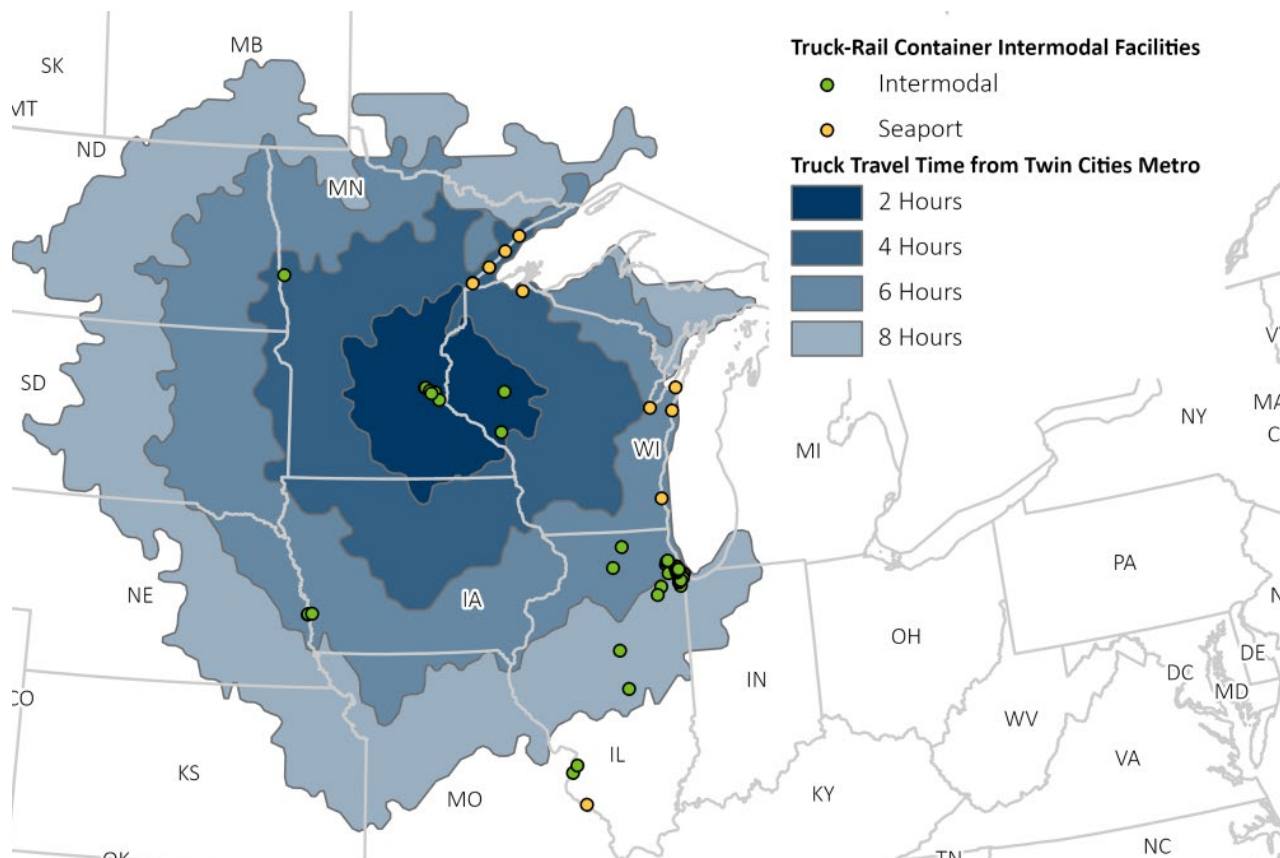 MB
SK
MT
ND
MN
SD
WI
NE
IA
CO
KS
MO
IL
IN
MI
OH
KY
WV
VA
PA
NY
DC
MD
DE
NC
TN
OK
Truck-Rail Container Intermodal Facilities
Intermodal
Seaport
Truck Travel Time from Twin Cities Metro
2 Hours
4 Hours
6 Hours
8 Hours